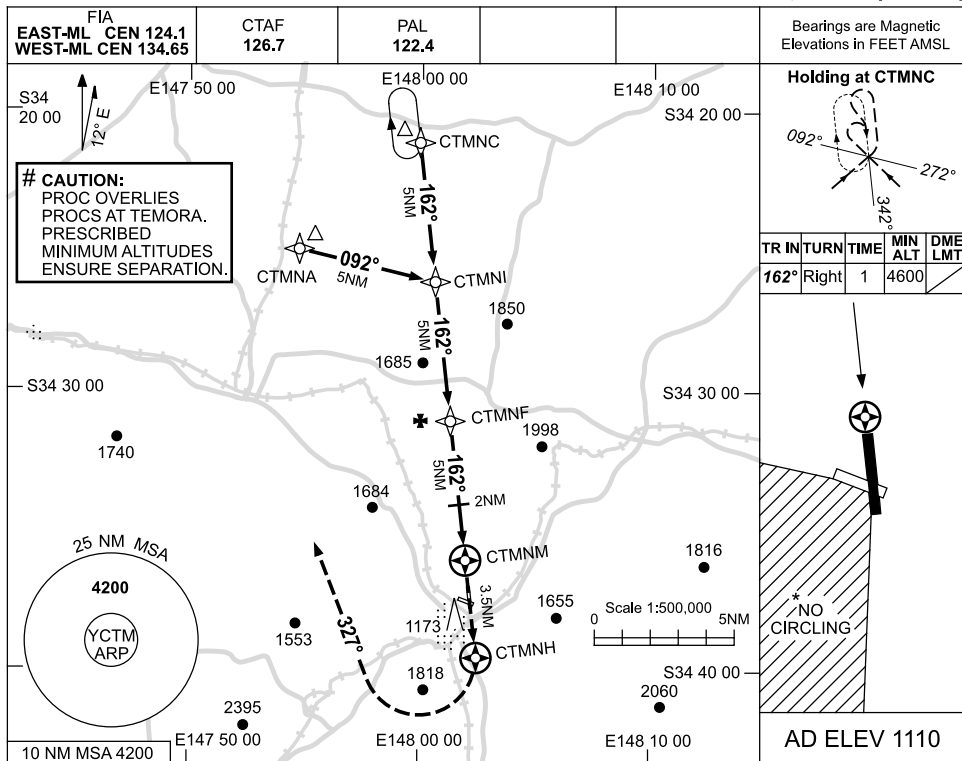 FIA
EAST-ML CEN 124.1
WEST-ML CEN 134.65
CTAF
126.7
PAL
122.4
Bearings are Magnetic
Elevations in FEET AMSL
E147 50 00
E148 00 00
E148 10 00
S34
20 00
S34 20 00
12° E
# CAUTION:
PROC OVERLIES
PROCS AT TEMORA.
PRESCRIBED
MINIMUM ALTITUDES
ENSURE SEPARATION.
CTMNC
162°
5NM
CTMNA
092°
5NM
CTMNI
1850
162°
5NM
1685
S34 30 00
S34 30 00
CTMNF
1740
1998
162°
5NM
1684
2NM
CTMNM
25 NM MSA
4200
YCTM
ARP
1816
3.5NM
1655
Scale 1:500,000
0
5NM
1553
1173
327°
CTMNH
1818
S34 40 00
2060
2395
E147 50 00
E148 00 00
E148 10 00
10 NM MSA 4200
Holding at CTMNC
092°
272°
342°
TR IN TURN TIME MIN ALT DME LMT
162° Right 1 4600
*NO
CIRCLING
AD ELEV 1110